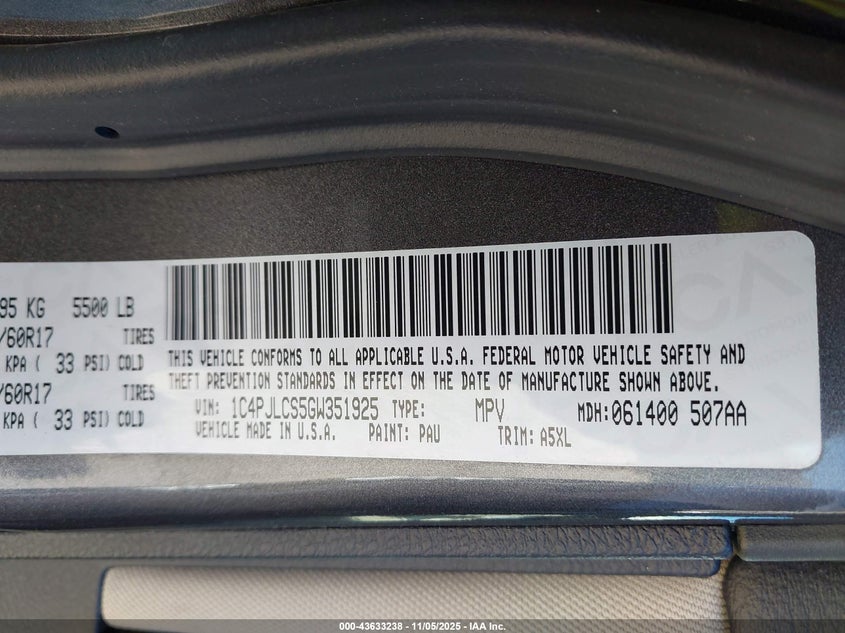 95 KG 5500 LB
/60R17 TIRES
KPA ( 33 PSI) COLD
/60R17 TIRES
KPA ( 33 PSI) COLD
THIS VEHICLE CONFORMS TO ALL APPLICABLE U.S.A. FEDERAL MOTOR VEHICLE SAFETY AND
THEFT PREVENTION STANDARDS IN EFFECT ON THE DATE OF MANUFACTURE SHOWN ABOVE.
VIN: 1C4PJLCS5GW351925 TYPE: MPV MDH: 061400 507AA
VEHICLE MADE IN U.S.A. PAINT: PAU TRIM: A5XL
000-43633238 - 11/05/2025 - IAA Inc.